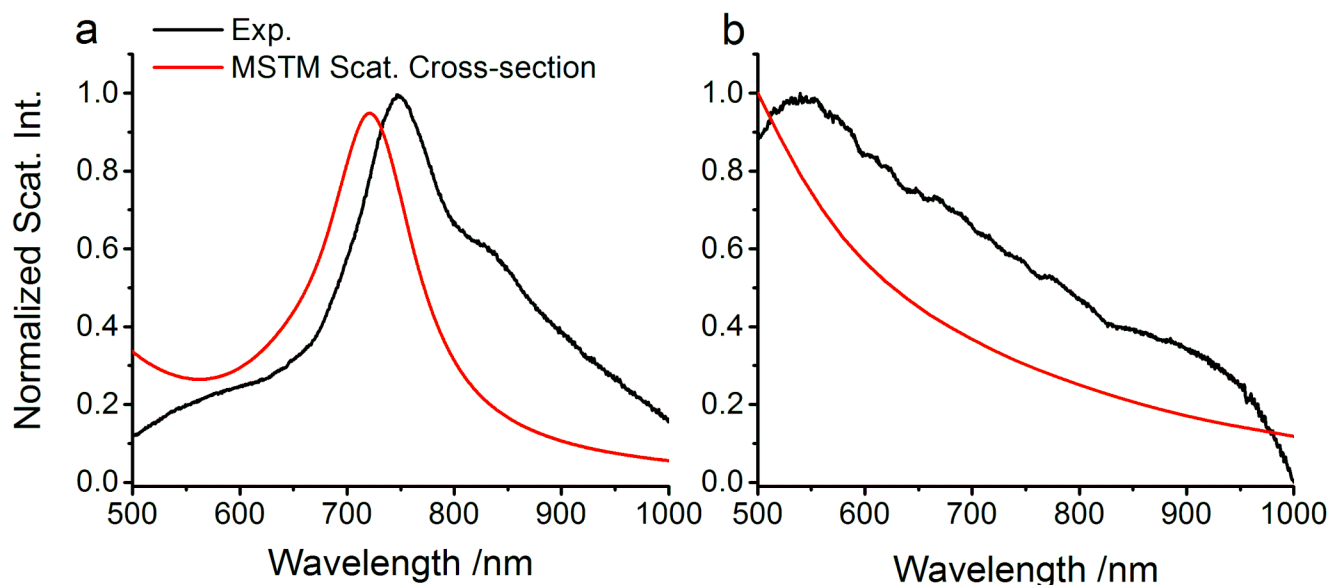 a
Exp.
MSTM Scat. Cross-section
b
Normalized Scat. Int.
1.0
0.8
0.6
0.4
0.2
0.0
500 600 700 800 900 1000
Wavelength /nm
1.0
0.8
0.6
0.4
0.2
0.0
500 600 700 800 900 1000
Wavelength /nm